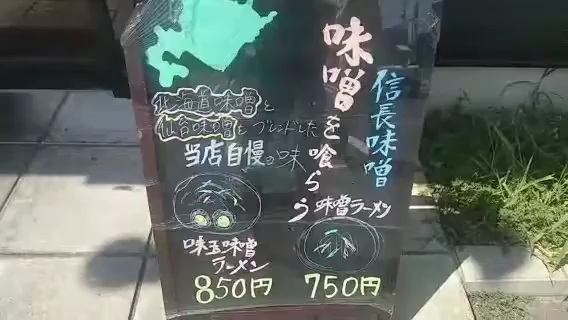 味噌を喰らう
信長味噌
北海道味噌と
仙台味噌をブレンドした
当店自慢の味
味玉味噌
ラーメン
850円
味噌ラーメン
750円